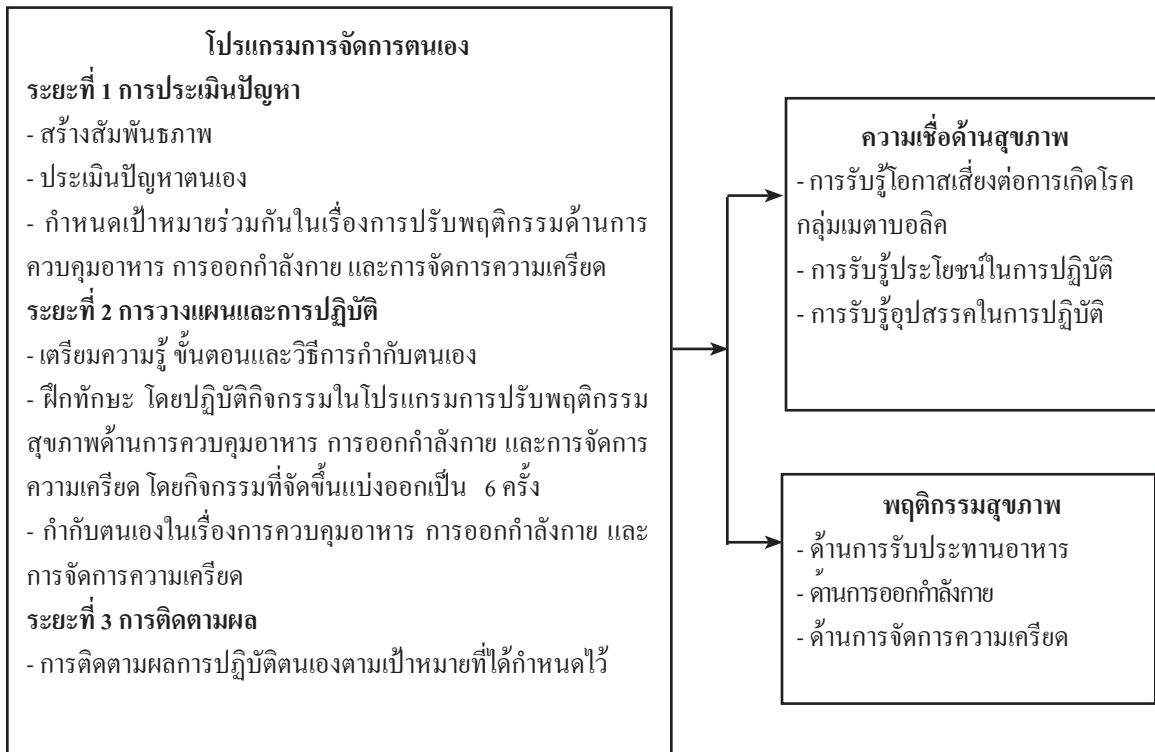 โปรแกรมการจัดการตนเอง
ระยะที่ 1 การประเมินปัญหา
- สร้างสัมพันธภาพ
- ประเมินปัญหาตนเอง
- กำหนดเป้าหมายร่วมกันในเรื่องการปรับพฤติกรรมด้านการ
ควบคุมอาหาร การออกกำลังกาย และการจัดการความเครียด
ระยะที่ 2 การวางแผนและการปฏิบัติ
- เตรียมความรู้ ขั้นตอนและวิธีการกำกับตนเอง
- ฝึกทักษะ โดยปฏิบัติกิจกรรมในโปรแกรมการปรับพฤติกรรม
สุขภาพด้านการควบคุมอาหาร การออกกำลังกาย และการจัดการ
ความเครียด โดยกิจกรรมที่จัดขึ้นแบ่งออกเป็น 6 ครั้ง
- กำกับตนเองในเรื่องการควบคุมอาหาร การออกกำลังกาย และ
การจัดการความเครียด
ระยะที่ 3 การติดตามผล
- การติดตามผลการปฏิบัติตนเองตามเป้าหมายที่ได้กำหนดไว้
ความเชื่อด้านสุขภาพ
- การรับรู้โอกาสเสี่ยงต่อการเกิดโรค
กลุ่มเมตาบอลิค
- การรับรู้ประโยชน์ในการปฏิบัติ
- การรับรู้อุปสรรคในการปฏิบัติ
พฤติกรรมสุขภาพ
- ด้านการรับประทานอาหาร
- ด้านการออกกำลังกาย
- ด้านการจัดการความเครียด